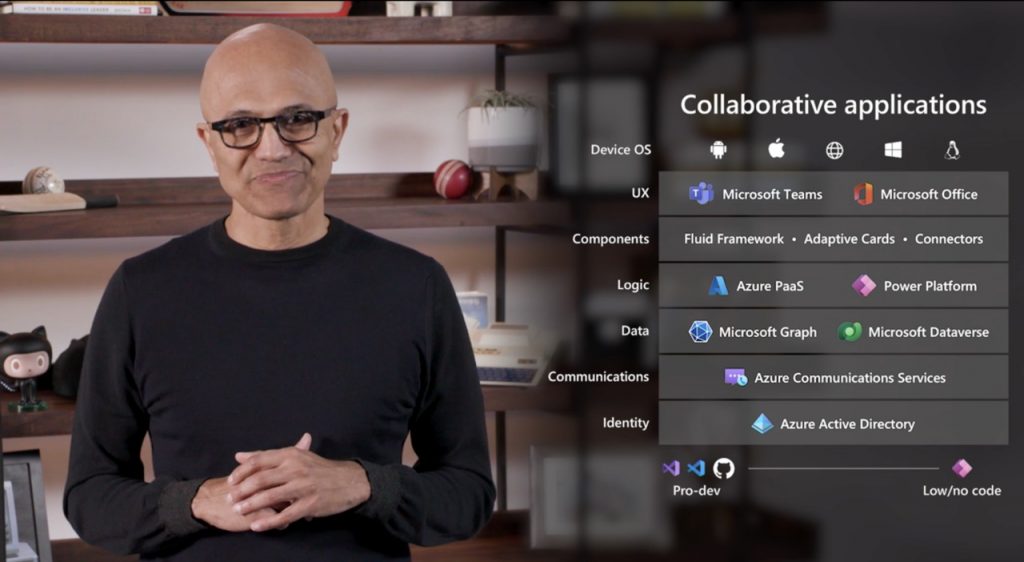 HOW TO BE AN INCLUSIVE LEADER
Collaborative applications
Device OS
UX Microsoft Teams Microsoft Office
Components Fluid Framework • Adaptive Cards • Connectors
Logic Azure PaaS Power Platform
Data Microsoft Graph Microsoft Dataverse
Communications Azure Communications Services
Identity Azure Active Directory
Pro-dev Low/no code